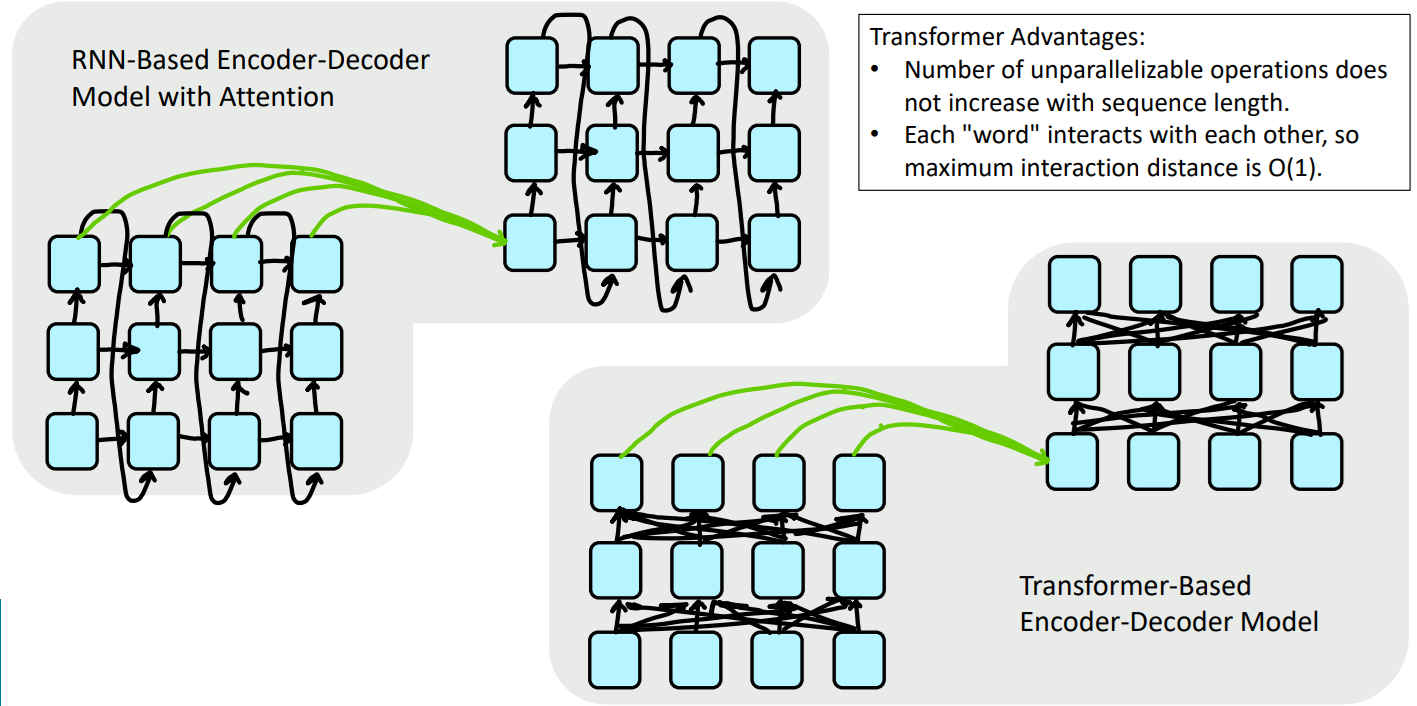 RNN-Based Encoder-Decoder
Model with Attention
Transformer Advantages:
• Number of unparallelizable operations does
not increase with sequence length.
• Each "word" interacts with each other, so
maximum interaction distance is O(1).
Transformer-Based
Encoder-Decoder Model